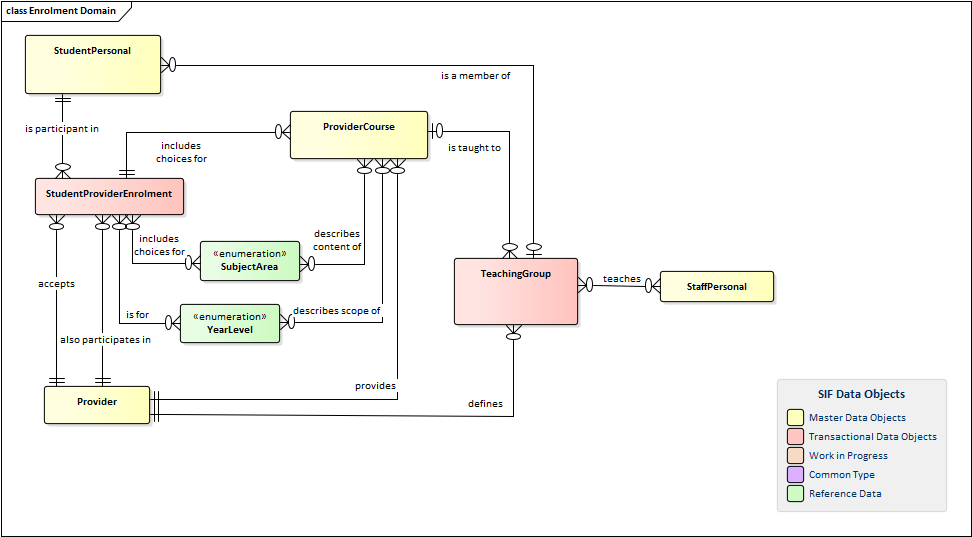 class Enrolment Domain
StudentPersonal
is a member of
is participant in
ProviderCourse
includes
choices for
is taught to
StudentProviderEnrolment
includes
choices for
describes
content of
«enumeration»
SubjectArea
TeachingGroup
teaches
StaffPersonal
accepts
is for
«enumeration»
YearLevel
describes scope of
also participates in
provides
Provider
defines
SIF Data Objects
Master Data Objects
Transactional Data Objects
Work in Progress
Common Type
Reference Data